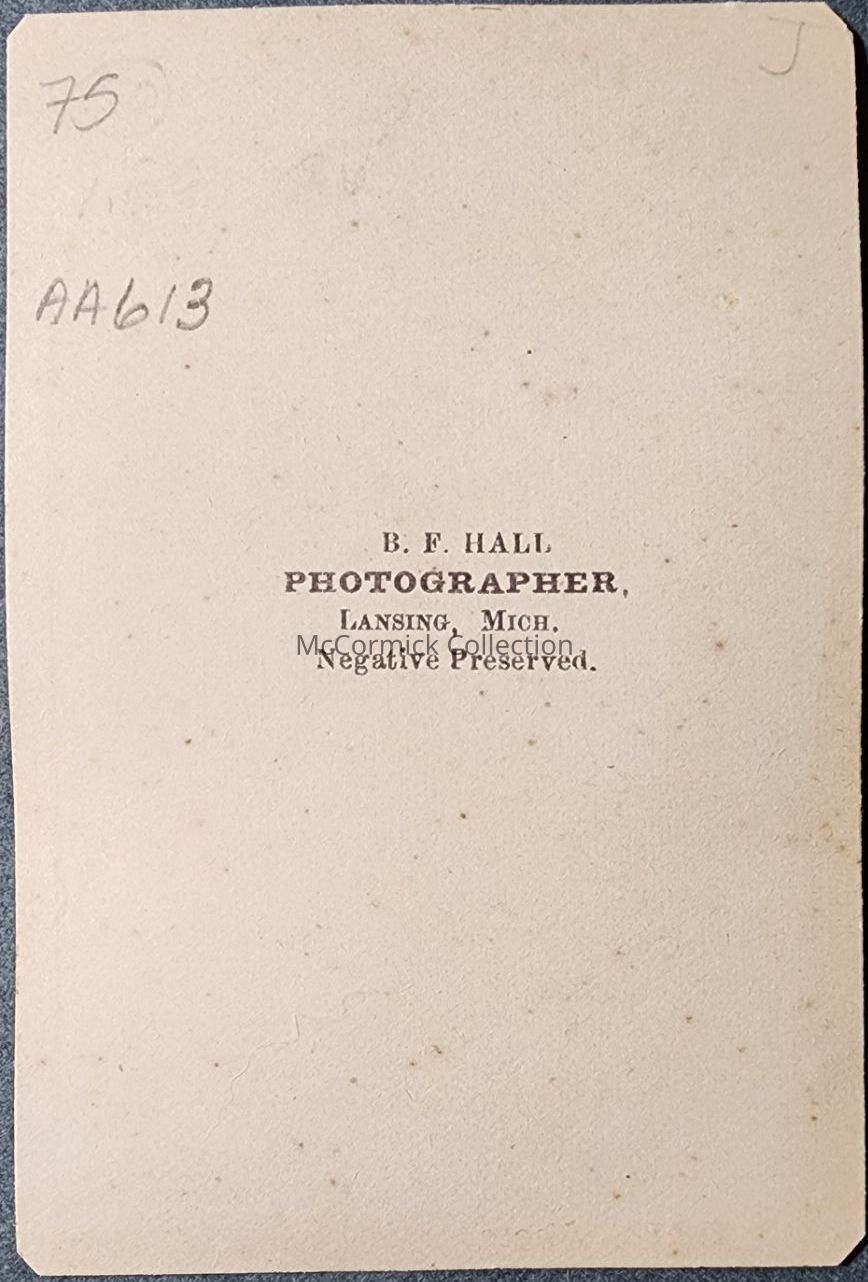 J
75
AA613
B. F. HALL
PHOTOGRAPHER,
LANSING, MICH.
McCormick Collection
Negative Preserved.